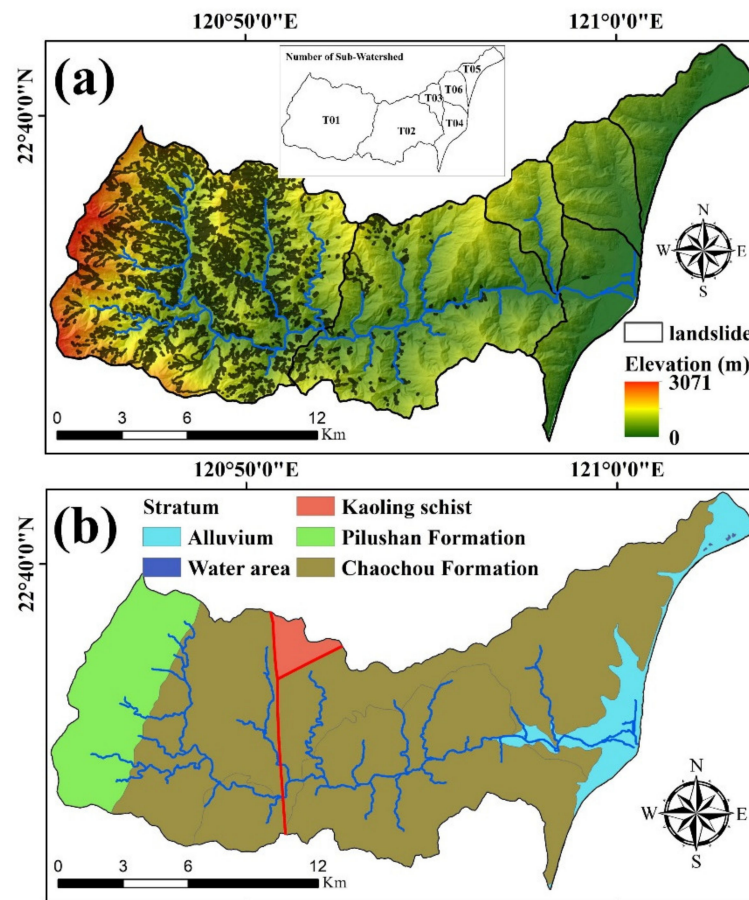 120°50'0"E 121°0'0"E
(a)
Number of Sub-Watershed
T05
T03 T06
T01
T02 T04
22°40'0"N
N
W E
S
landslide
Elevation (m)
3071
0
0 3 6 12
Km
120°50'0"E 121°0'0"E
(b)
Stratum
Kaoling schist
Alluvium
Pilushan Formation
Water area
Chaochou Formation
22°40'0"N
N
W E
S
0 3 6 12
Km